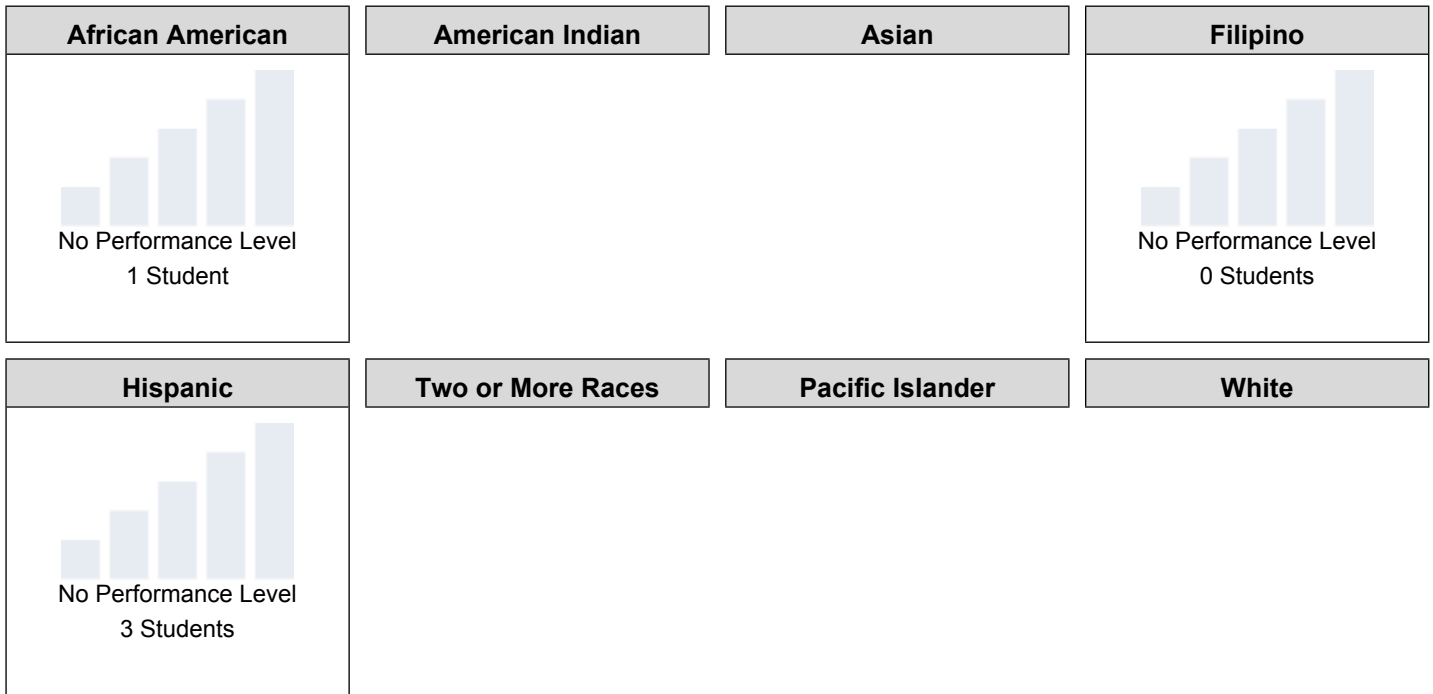 African American
American Indian
Asian
Filipino
No Performance Level
1 Student
No Performance Level
0 Students
Hispanic
Two or More Races
Pacific Islander
White
No Performance Level
3 Students